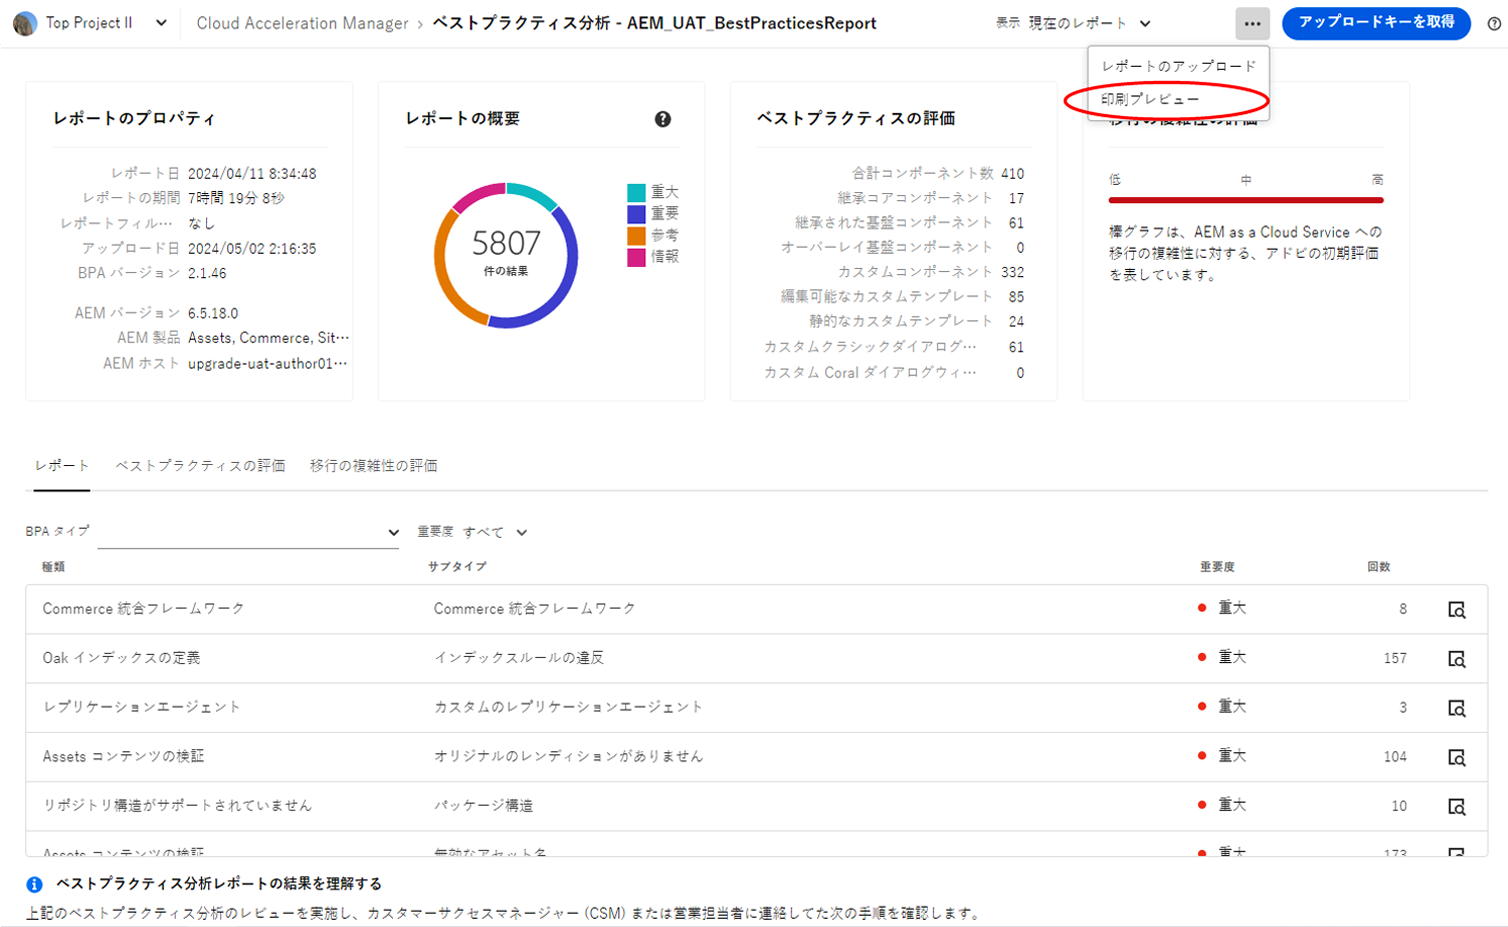 Top Project II
Cloud Acceleration Manager › ベストプラクティス分析 - AEM_UAT_BestPracticesReport
表示 現在のレポート
アップロードキーを取得
レポートのアップロード
印刷プレビュー
レポートのプロパティ
レポート日 2024/04/11 8:34:48
レポートの期間 7時間 19分 8秒
レポートフィル… なし
アップロード日 2024/05/02 2:16:35
BPA バージョン 2.1.46
AEM バージョン 6.5.18.0
AEM 製品 Assets, Commerce, Sit…
AEM ホスト upgrade-uat-author01…
レポートの概要
5807
件の結果
重大
重要
参考
情報
ベストプラクティスの評価
合計コンポーネント数 410
継承コアコンポーネント 17
継承された基盤コンポーネント 61
オーバーレイ基盤コンポーネント 0
カスタムコンポーネント 332
編集可能なカスタムテンプレート 85
静的なカスタムテンプレート 24
カスタムクラシックダイアログ… 61
カスタム Coral ダイアログウィ… 0
移行の複雑性の評価
低 中 高
棒グラフは、AEM as a Cloud Service への
移行の複雑性に対する、アドビの初期評価
を表しています。
レポート ベストプラクティスの評価 移行の複雑性の評価
BPA タイプ 重要度 すべて
種類 サブタイプ 重要度 回数
Commerce 統合フレームワーク Commerce 統合フレームワーク 重大 8
Oak インデックスの定義 インデックスルールの違反 重大 157
レプリケーションエージェント カスタムのレプリケーションエージェント 重大 3
Assets コンテンツの検証 オリジナルのレンディションがありません 重大 104
リポジトリ構造がサポートされていません パッケージ構造 重大 10
Assets コンテンツの検証 無効なアセット名 重大 173
ベストプラクティス分析レポートの結果を理解する
上記のベストプラクティス分析のレビューを実施し、カスタマーサクセスマネージャー (CSM) または営業担当者に連絡してた次の手順を確認します。